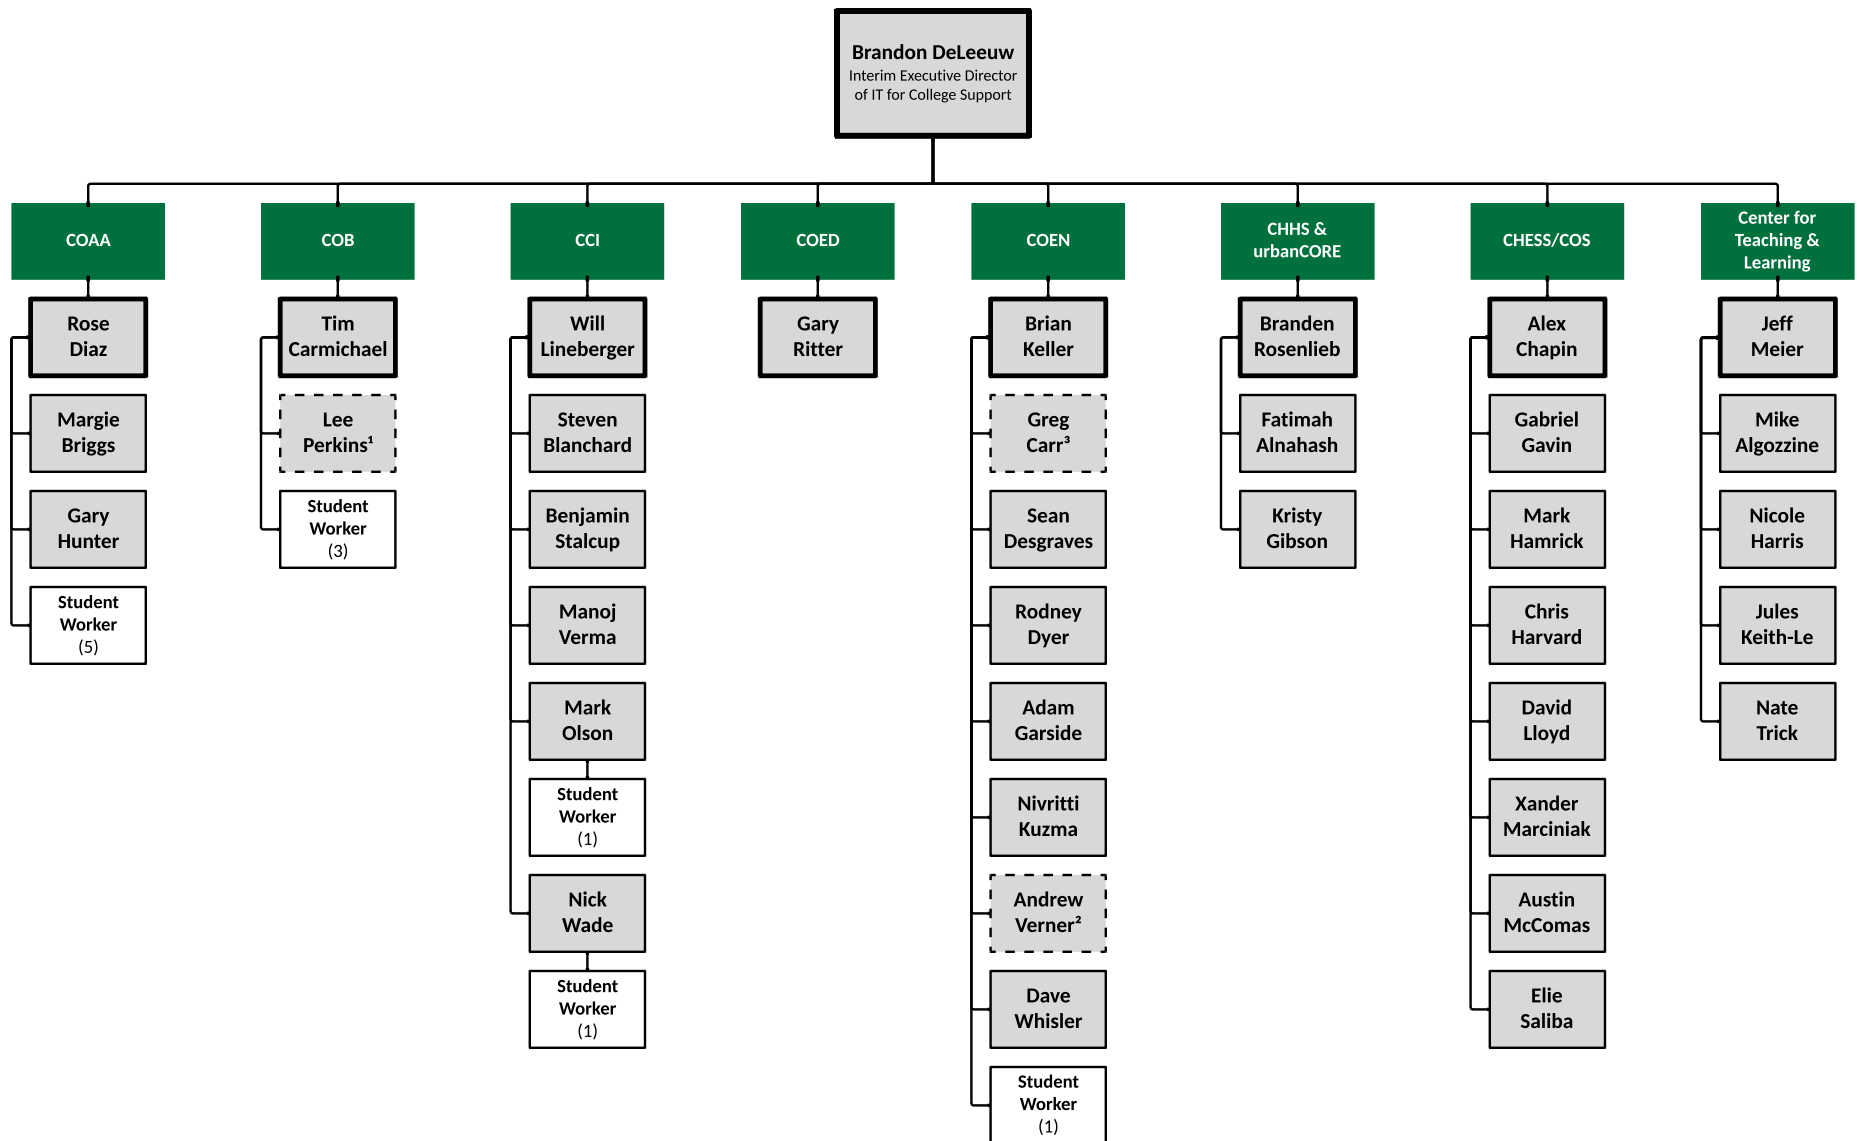 Brandon DeLeeuw
Interim Executive Director
of IT for College Support
COAA
Rose
Diaz
Margie
Briggs
Gary
Hunter
Student
Worker
(5)
COB
Tim
Carmichael
Lee
Perkins¹
Student
Worker
(3)
CCI
Will
Lineberger
Steven
Blanchard
Benjamin
Stalcup
Manoj
Verma
Mark
Olson
Student
Worker
(1)
Nick
Wade
Student
Worker
(1)
COED
Gary
Ritter
COEN
Brian
Keller
Greg
Carr³
Sean
Desgraves
Rodney
Dyer
Adam
Garside
Nivritti
Kuzma
Andrew
Verner²
Dave
Whisler
Student
Worker
(1)
CHHS &
urbanCORE
Branden
Rosenlieb
Fatimah
Alnahash
Kristy
Gibson
CHESS/COS
Alex
Chapin
Gabriel
Gavin
Mark
Hamrick
Chris
Harvard
David
Lloyd
Xander
Marciniak
Austin
McComas
Elie
Saliba
Center for
Teaching &
Learning
Jeff
Meier
Mike
Algozzine
Nicole
Harris
Jules
Keith-Le
Nate
Trick